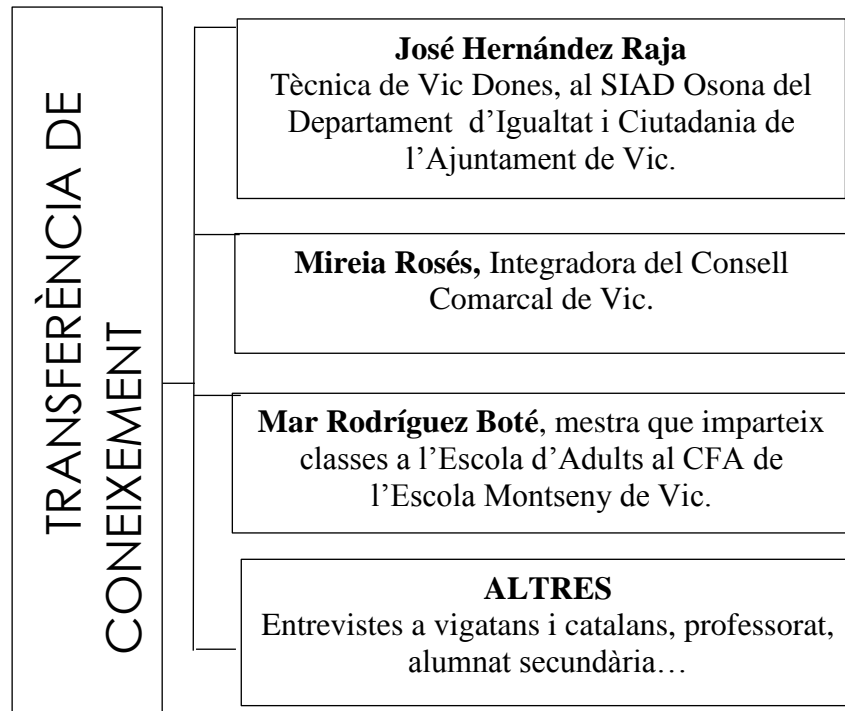 TRANSFERÈNCIA DE
CONEIXEMENT
José Hernández Raja
Tècnica de Vic Dones, al SIAD Osona del
Departament d’Igualtat i Ciutadania de
l’Ajuntament de Vic.
Mireia Rosés, Integradora del Consell
Comarcal de Vic.
Mar Rodríguez Boté, mestra que imparteix
classes a l’Escola d’Adults al CFA de
l’Escola Montseny de Vic.
ALTRES
Entrevistes a vigatans i catalans, professorat,
alumnat secundària…